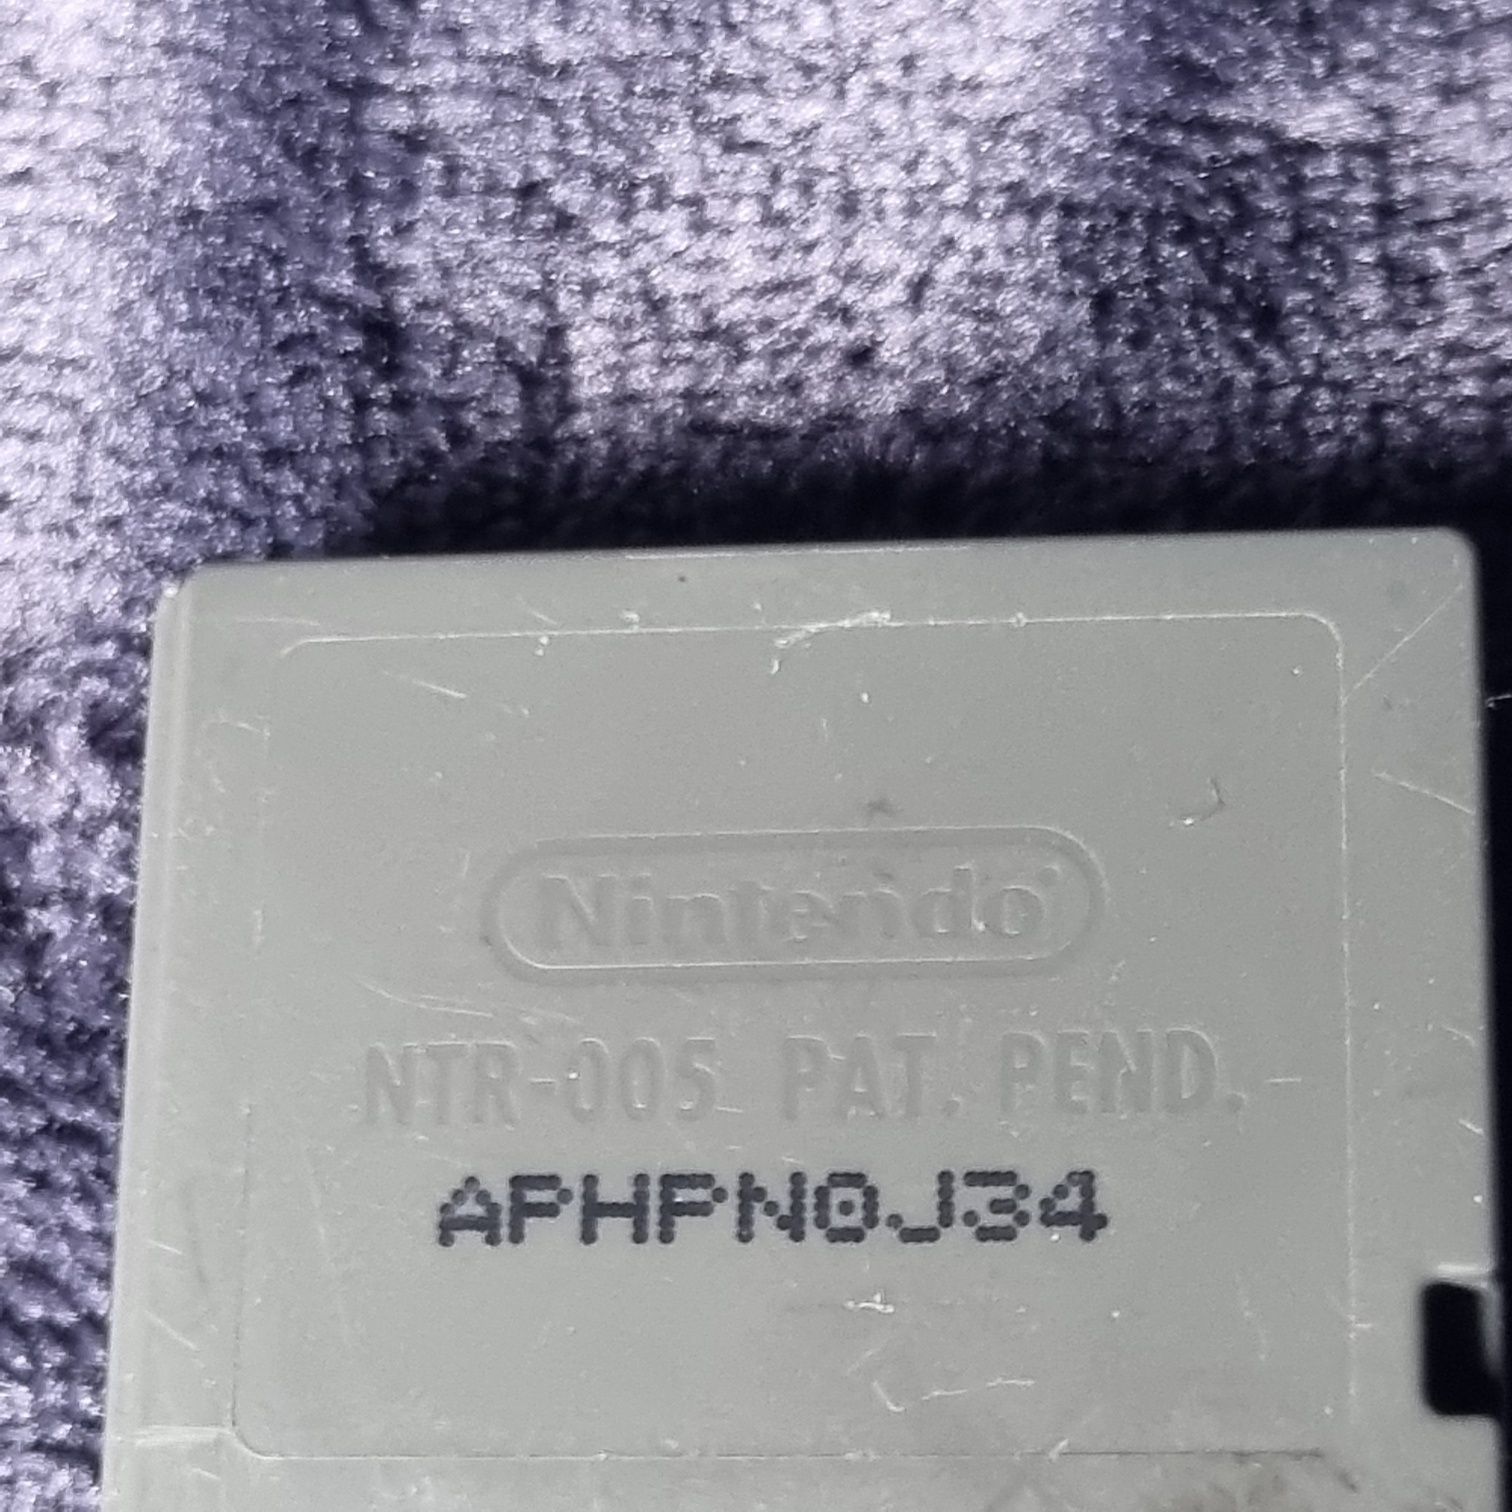 Nintendo
NTR-005 PAT. PEND.
APHPN0J34